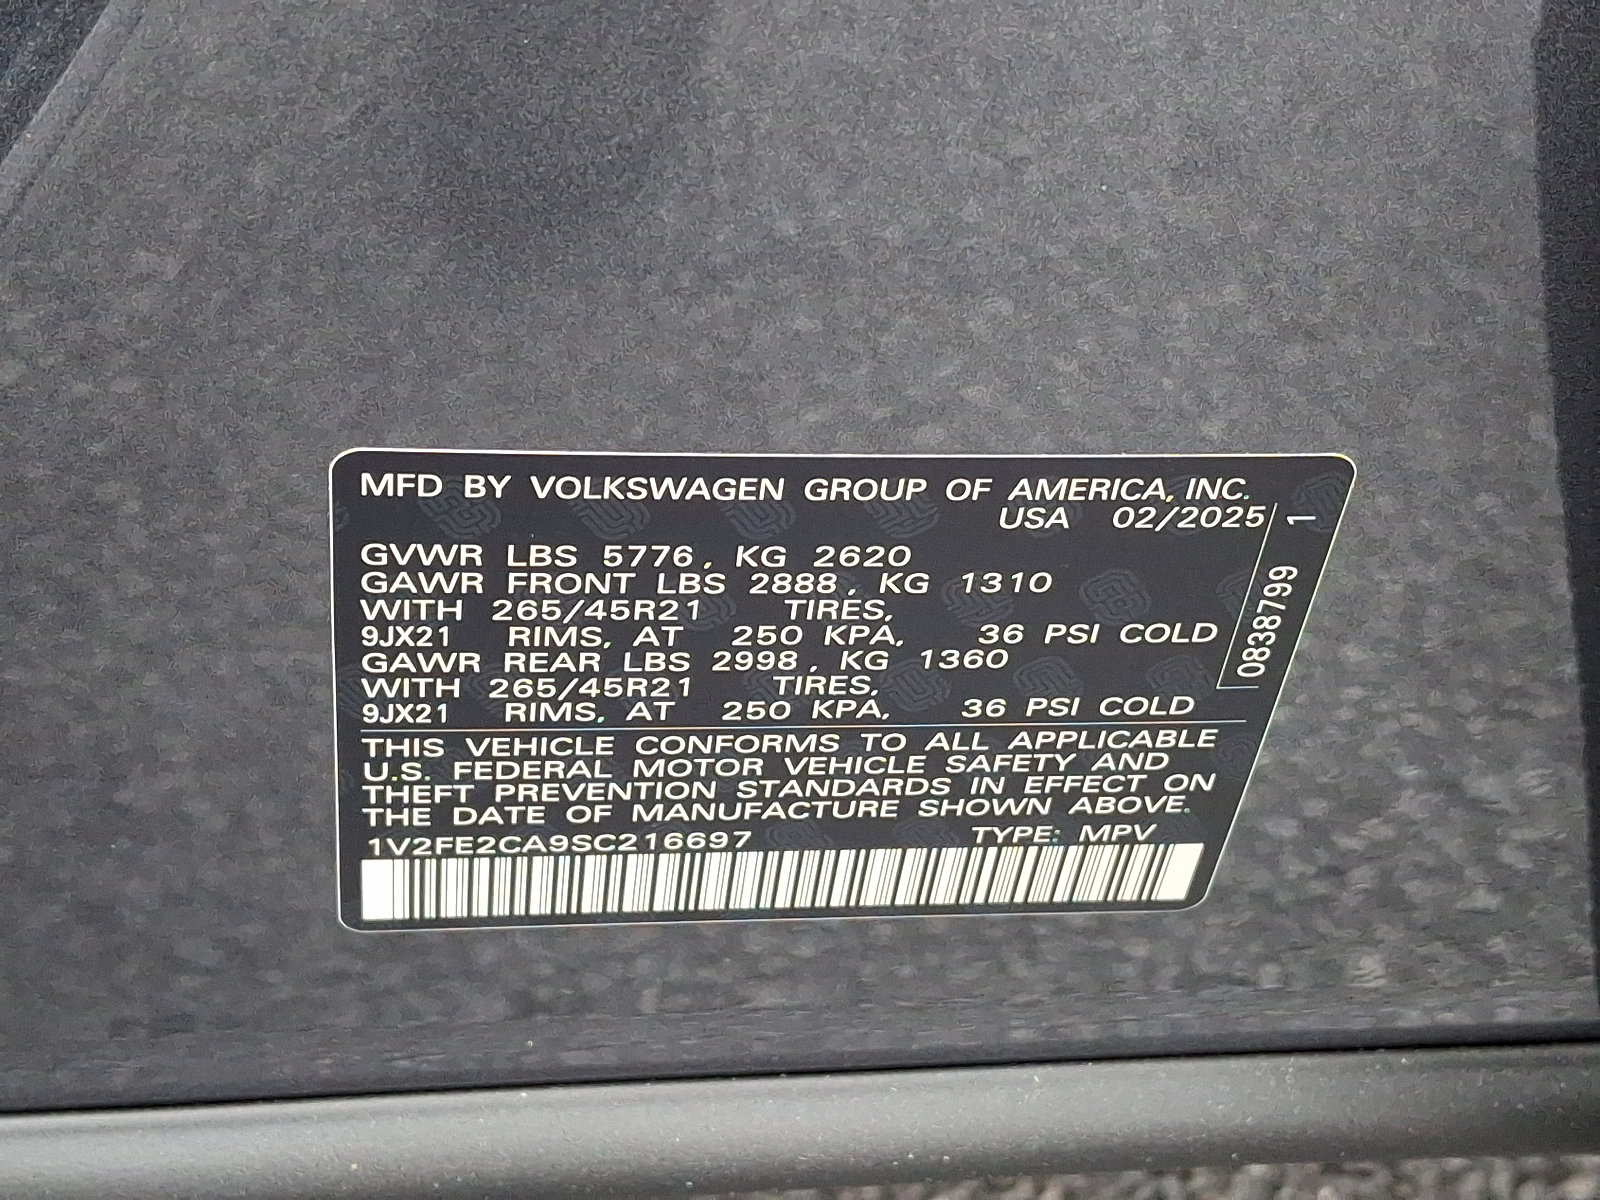 MFD BY VOLKSWAGEN GROUP OF AMERICA, INC.
USA 02/2025
GVWR LBS 5776, KG 2620
GAWR FRONT LBS 2888, KG 1310
WITH 265/45R21 TIRES,
9JX21 RIMS, AT 250 KPA, 36 PSI COLD
GAWR REAR LBS 2998, KG 1360
WITH 265/45R21 TIRES,
9JX21 RIMS, AT 250 KPA, 36 PSI COLD
THIS VEHICLE CONFORMS TO ALL APPLICABLE
U.S. FEDERAL MOTOR VEHICLE SAFETY AND
THEFT PREVENTION STANDARDS IN EFFECT ON
THE DATE OF MANUFACTURE SHOWN ABOVE.
1V2FE2CA9SC216697 TYPE: MPV
0838799 1